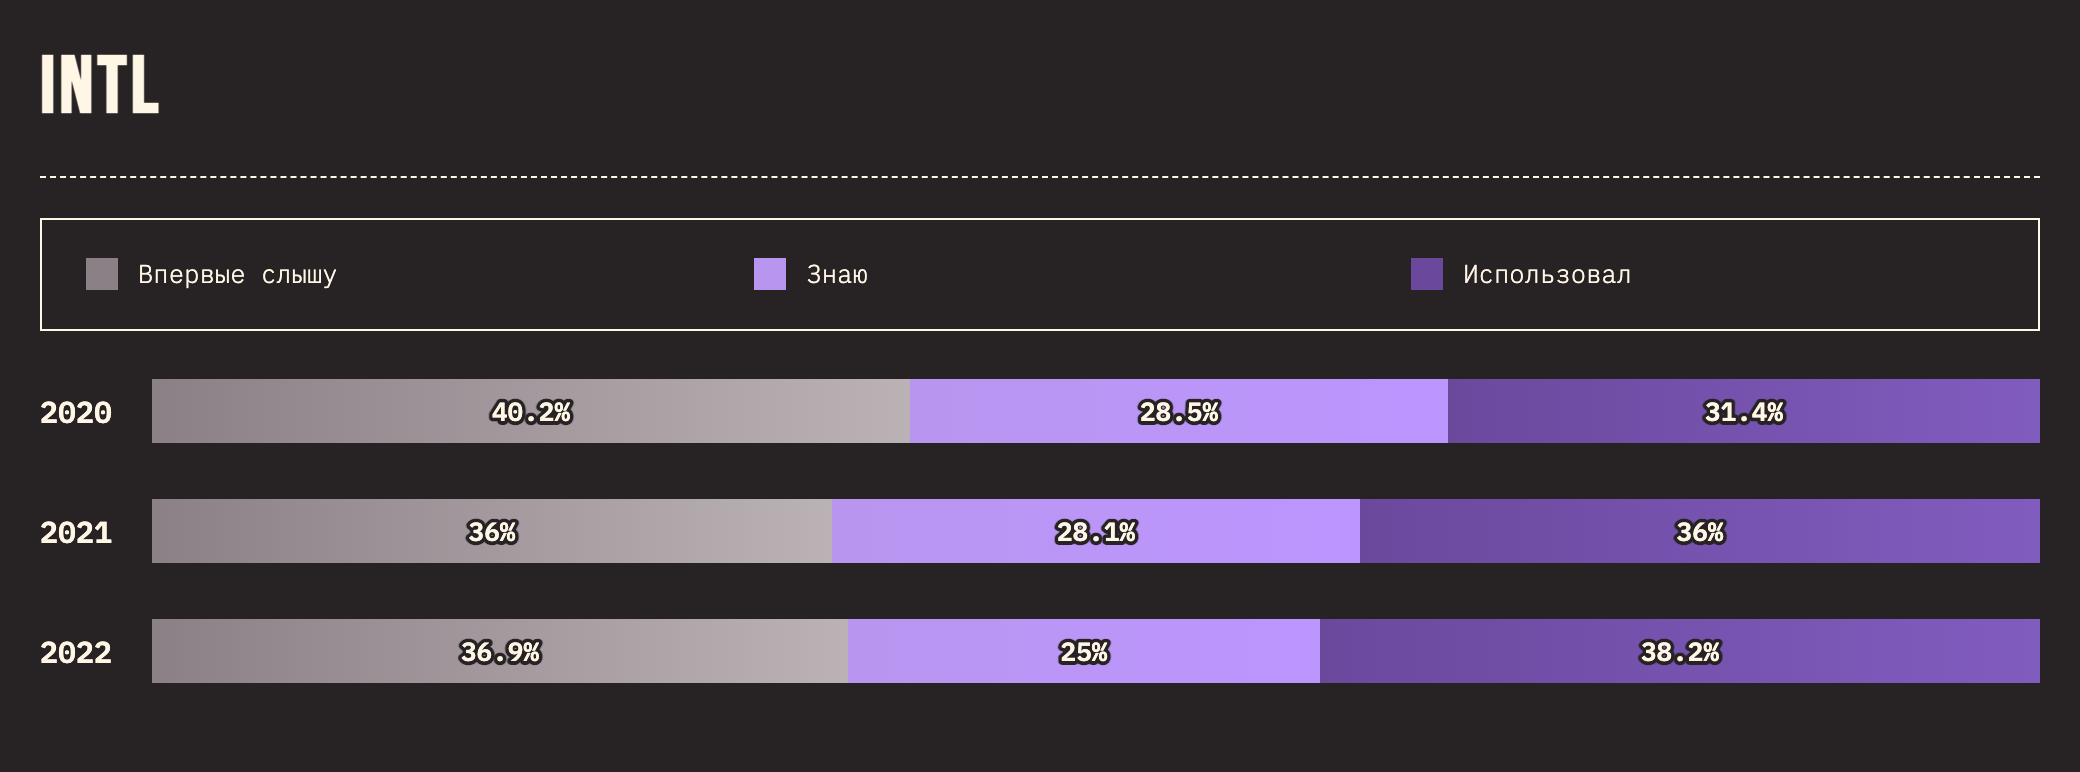 INTL
Впервые слышу Знаю Использовал
2020 40.2% 28.5% 31.4%
2021 36% 28.1% 36%
2022 36.9% 25% 38.2%